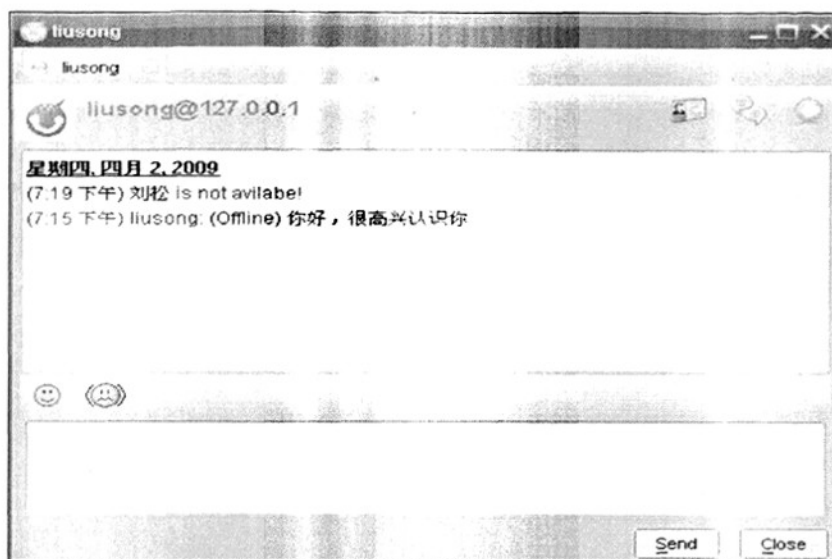 liusong
liusong
liusong@127.0.0.1
星期四, 四月 2, 2009
(7:19 下午) 刘松 is not avilabe!
(7:15 下午) liusong: (Offline) 你好，很高兴认识你
Send Close